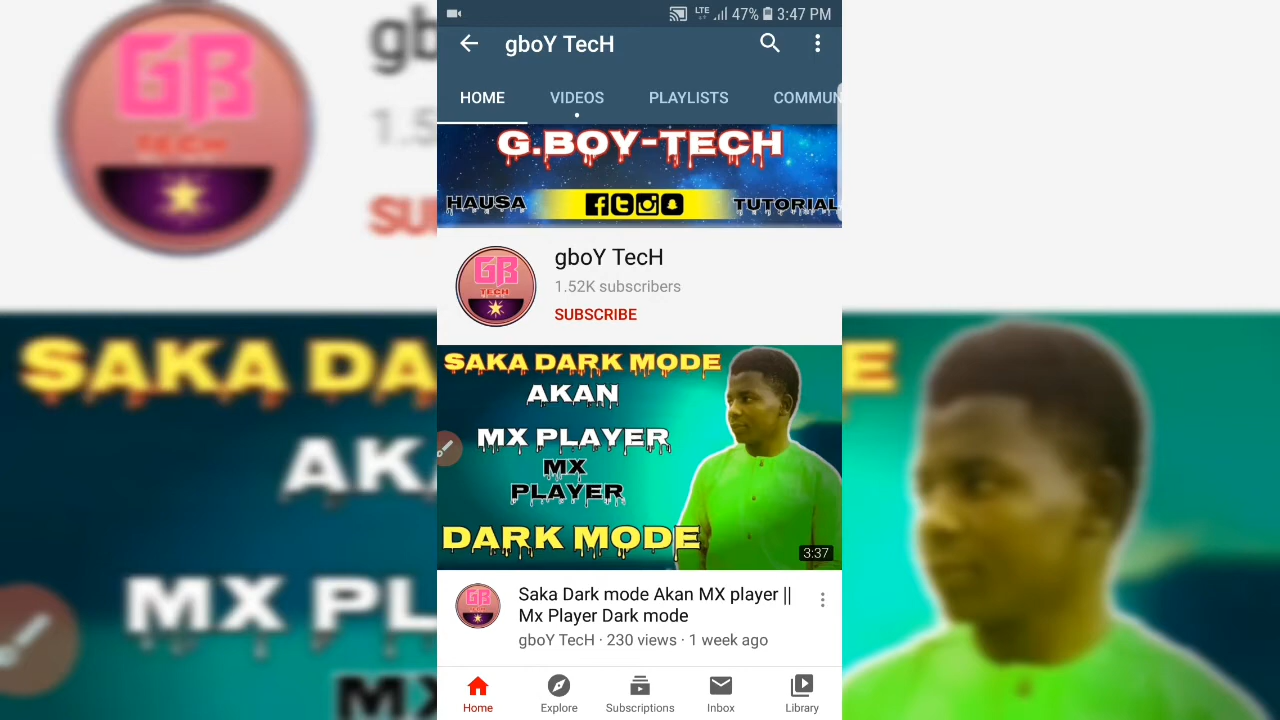 LTE 47% 3:47 PM
gboY TecH
HOME VIDEOS PLAYLISTS COMMUN
G.BOY-TECH
HAUSA TUTORIAL
GB
TECH
gboY TecH
1.52K subscribers
SUBSCRIBE
SAKA DARK MODE
AKAN
MX PLAYER
MX
PLAYER
DARK MODE
3:37
Saka Dark mode Akan MX player ||
Mx Player Dark mode
gboY TecH · 230 views · 1 week ago
Home Explore Subscriptions Inbox Library